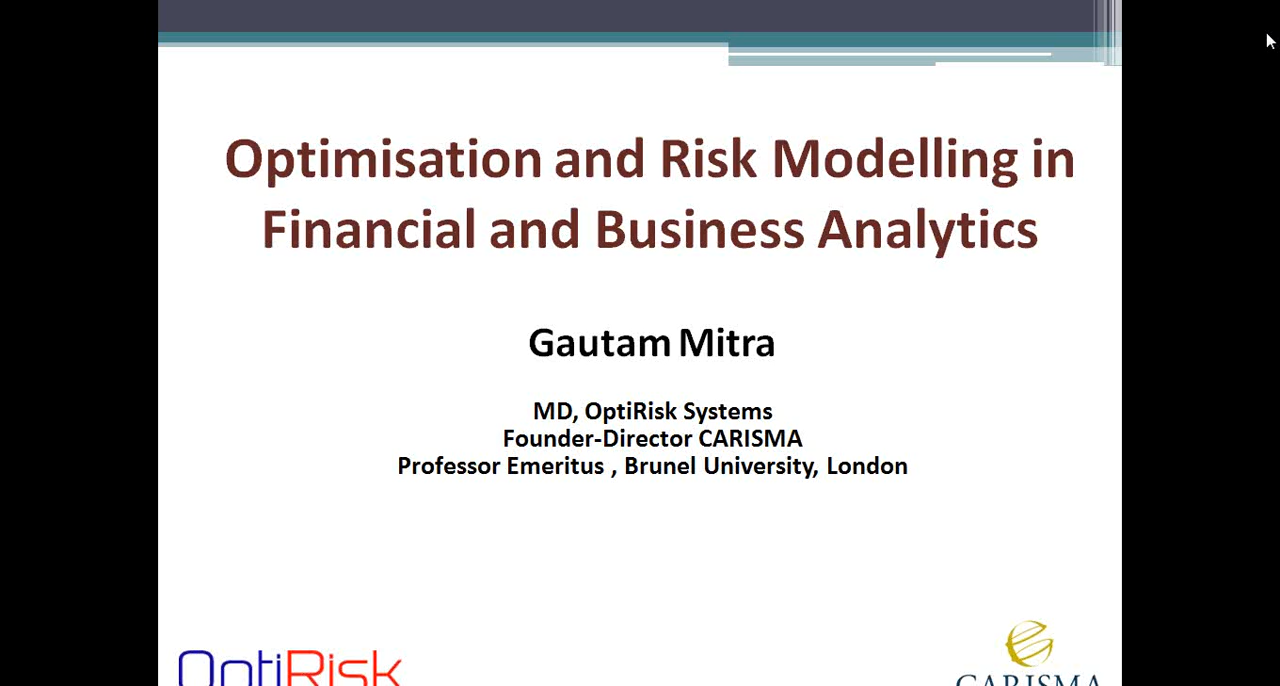 Optimisation and Risk Modelling in
Financial and Business Analytics
Gautam Mitra
MD, OptiRisk Systems
Founder-Director CARISMA
Professor Emeritus , Brunel University, London
OptiRisk
CARISMA